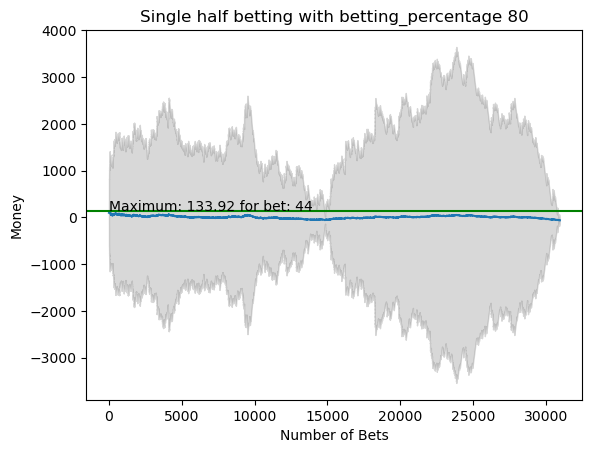 Single half betting with betting_percentage 80
4000
3000
2000
1000
0
−1000
−2000
−3000
Money
Maximum: 133.92 for bet: 44
0 5000 10000 15000 20000 25000 30000
Number of Bets